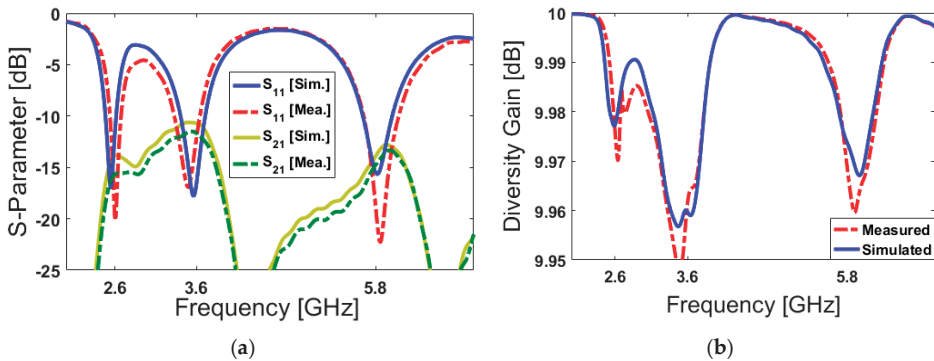 0
-5
-10
-15
-20
-25
S-Parameter [dB]
S11 [Sim.]
S11 [Mea.]
S21 [Sim.]
S21 [Mea.]
2.6
3.6
5.8
Frequency [GHz]
(a)
10
9.99
9.98
9.97
9.96
9.95
Diversity Gain [dB]
Measured
Simulated
2.6
3.6
5.8
Frequency [GHz]
(b)